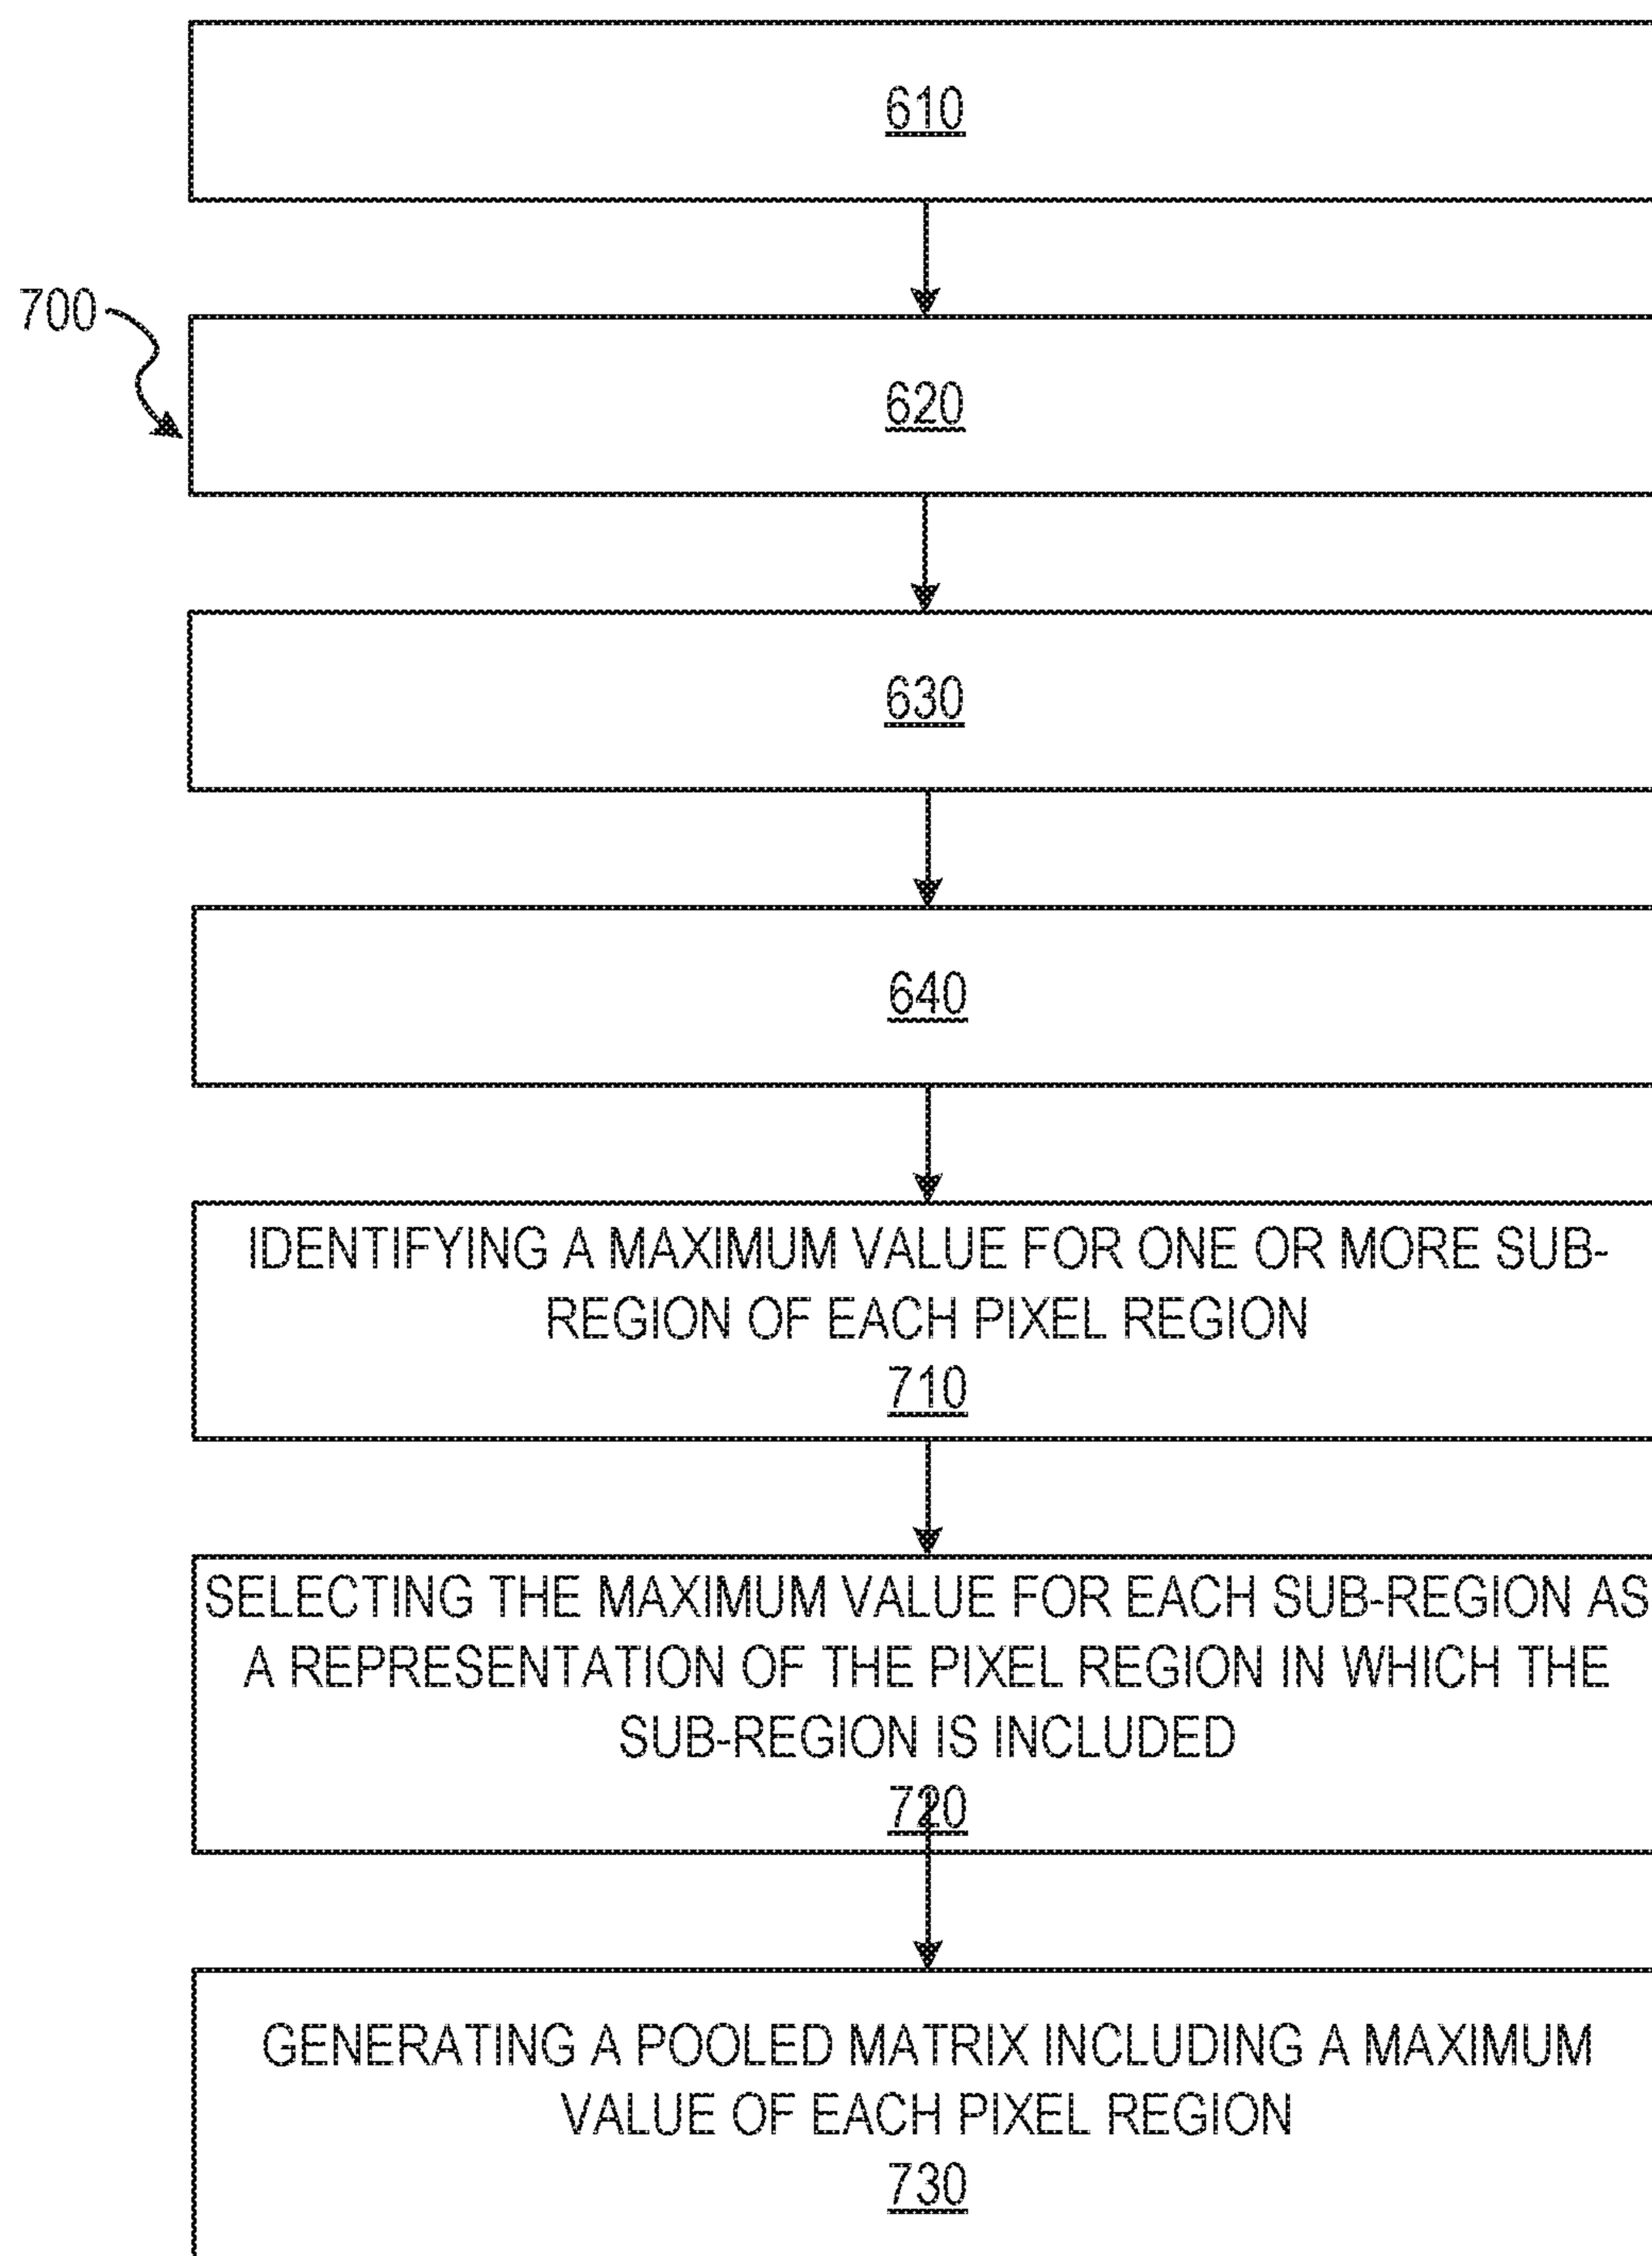 610
700
620
630
640
IDENTIFYING A MAXIMUM VALUE FOR ONE OR MORE SUB-
REGION OF EACH PIXEL REGION
710
SELECTING THE MAXIMUM VALUE FOR EACH SUB-REGION AS
A REPRESENTATION OF THE PIXEL REGION IN WHICH THE
SUB-REGION IS INCLUDED
720
GENERATING A POOLED MATRIX INCLUDING A MAXIMUM
VALUE OF EACH PIXEL REGION
730